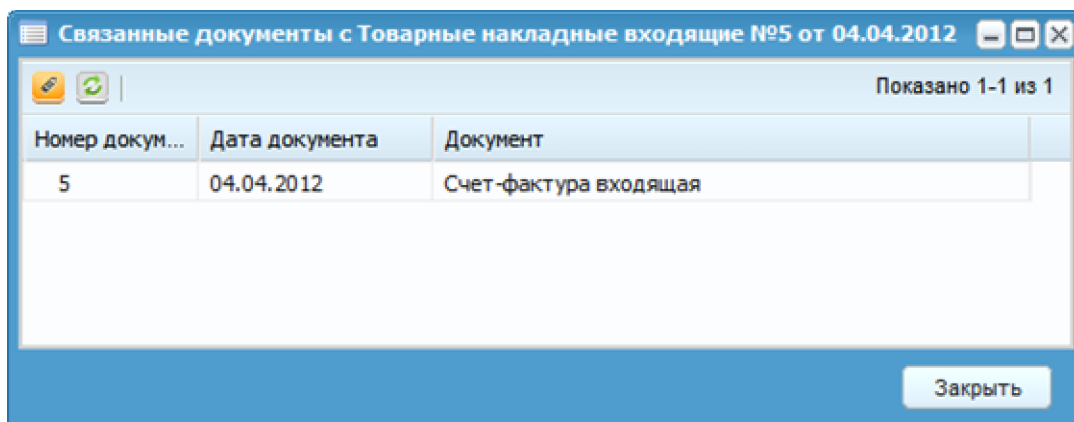 Связанные документы с Товарные накладные входящие №5 от 04.04.2012
Показано 1-1 из 1
Номер докум... Дата документа Документ
5 04.04.2012 Счет-фактура входящая
Закрыть